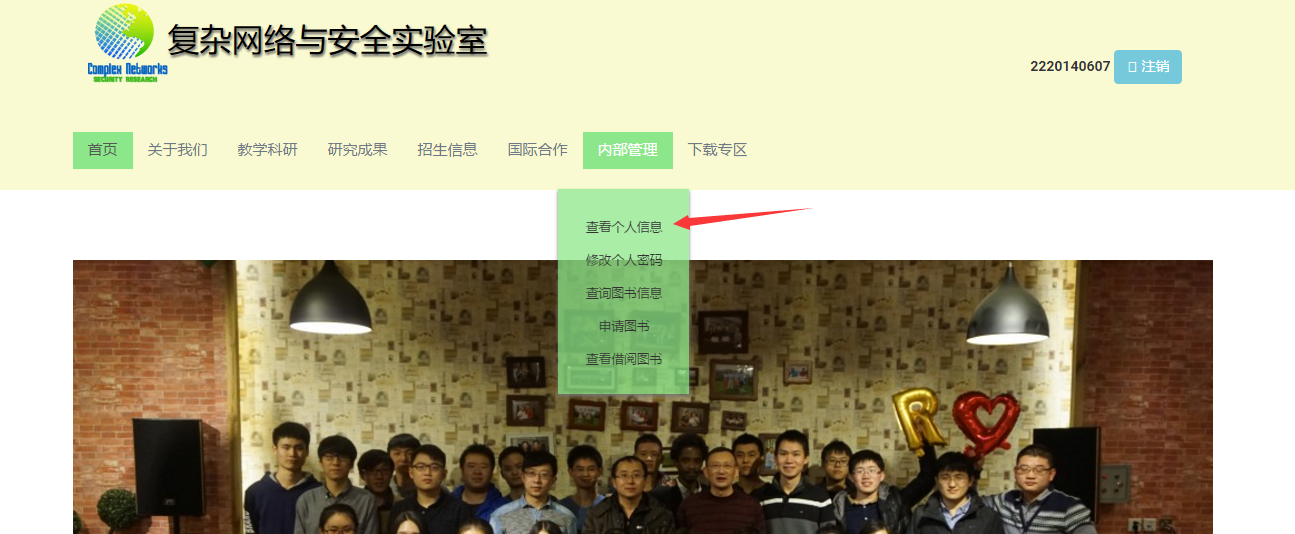 复杂网络与安全实验室
Complex Networks
SECURITY RESEARCH
2220140607 注销
首页 关于我们 教学科研 研究成果 招生信息 国际合作 内部管理 下载专区
查看个人信息
修改个人密码
查询图书信息
申请图书
查看借阅图书
R